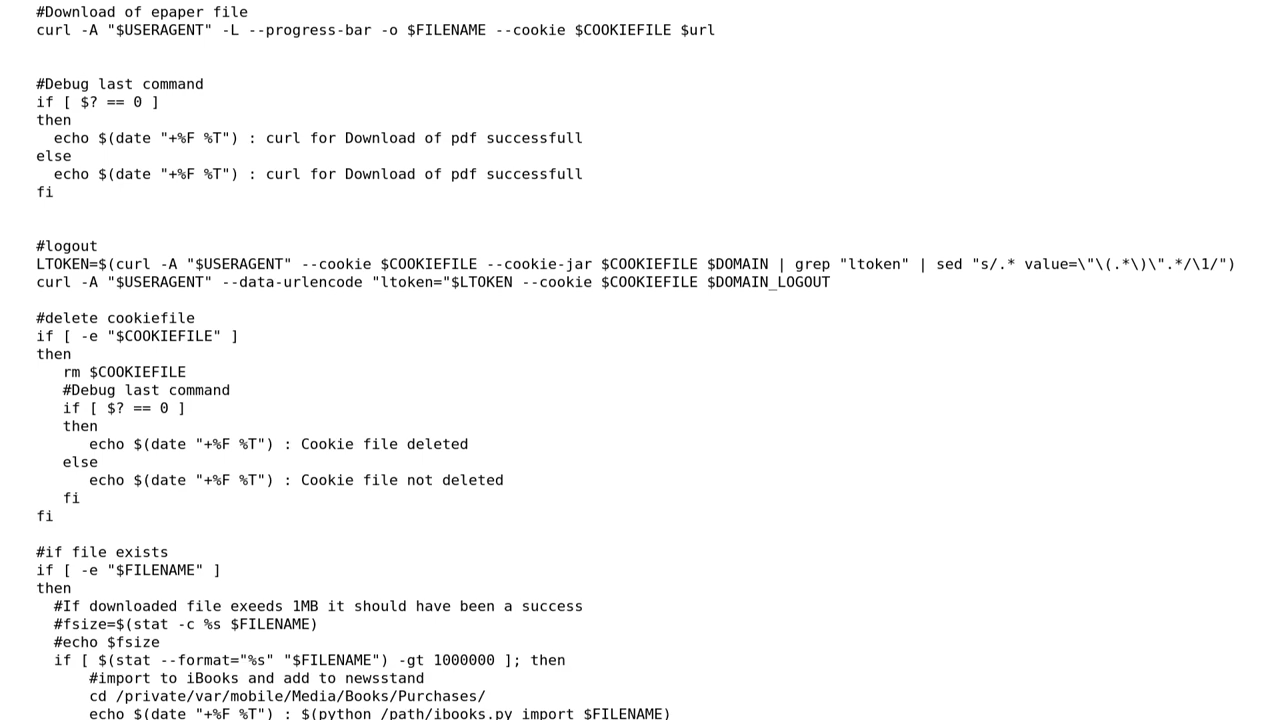 #Download of epaper file
curl -A "$USERAGENT" -L --progress-bar -o $FILENAME --cookie $COOKIEFILE $url
#Debug last command
if [ $? == 0 ]
then
echo $(date "+%F %T") : curl for Download of pdf successfull
else
echo $(date "+%F %T") : curl for Download of pdf successfull
fi
#logout
LTOKEN=$(curl -A "$USERAGENT" --cookie $COOKIEFILE --cookie-jar $COOKIEFILE $DOMAIN | grep "ltoken" | sed "s/.* value=\"\(.*\)\".*/\1/")
curl -A "$USERAGENT" --data-urlencode "ltoken="$LTOKEN --cookie $COOKIEFILE $DOMAIN_LOGOUT
#delete cookiefile
if [ -e "$COOKIEFILE" ]
then
rm $COOKIEFILE
#Debug last command
if [ $? == 0 ]
then
echo $(date "+%F %T") : Cookie file deleted
else
echo $(date "+%F %T") : Cookie file not deleted
fi
fi
#if file exists
if [ -e "$FILENAME" ]
then
#If downloaded file exeeds 1MB it should have been a success
#fsize=$(stat -c %s $FILENAME)
#echo $fsize
if [ $(stat --format="%s" "$FILENAME") -gt 1000000 ]; then
#import to iBooks and add to newsstand
cd /private/var/mobile/Media/Books/Purchases/
echo $(date "+%F %T") : $(python /path/ibooks.py import $FILENAME)